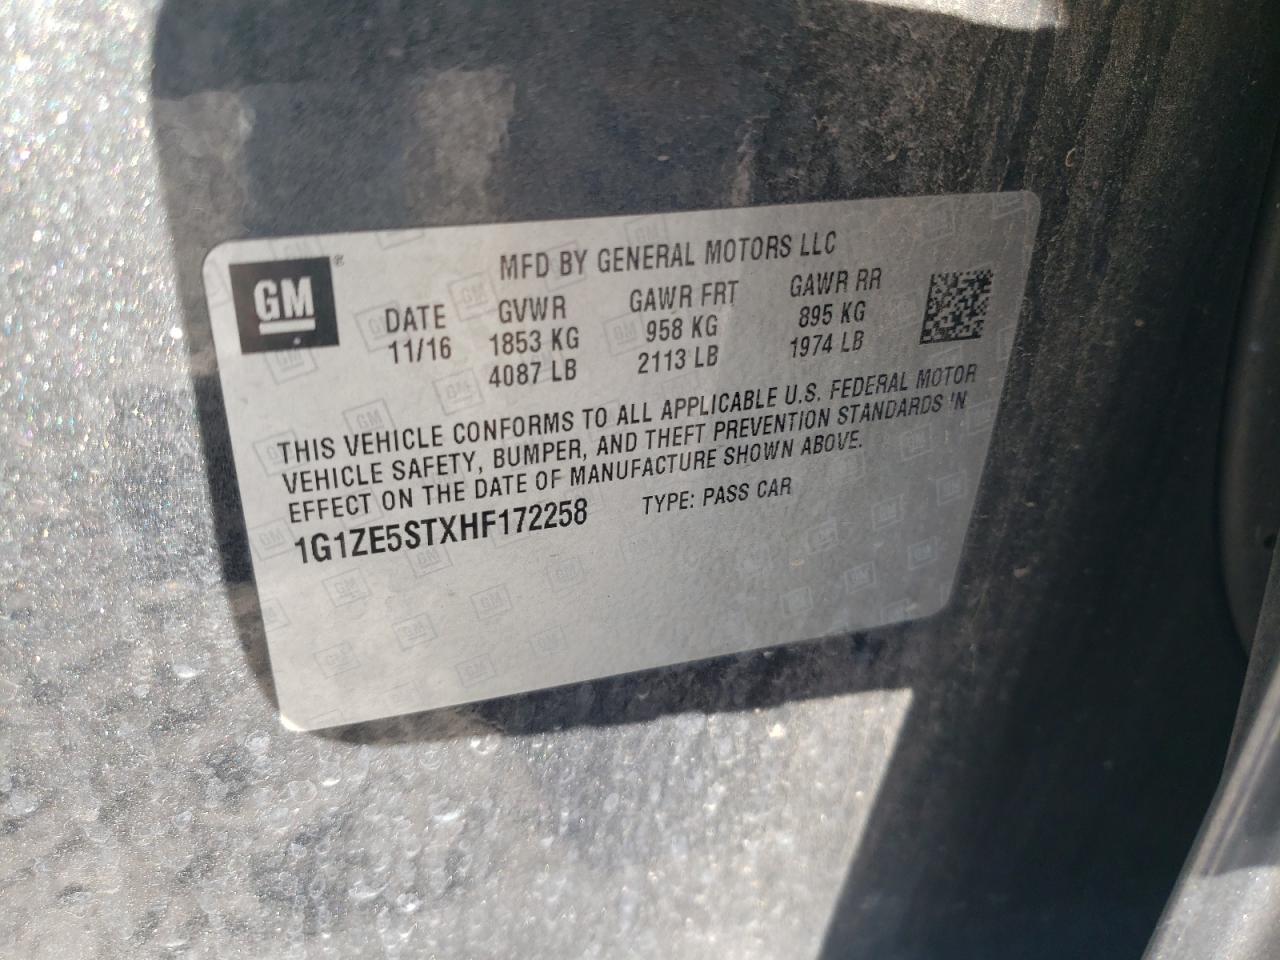 GM®
MFD BY GENERAL MOTORS LLC
DATE GVWR GAWR FRT GAWR RR
11/16 1853 KG 958 KG 895 KG
4087 LB 2113 LB 1974 LB
THIS VEHICLE CONFORMS TO ALL APPLICABLE U.S. FEDERAL MOTOR
VEHICLE SAFETY, BUMPER, AND THEFT PREVENTION STANDARDS 'N
EFFECT ON THE DATE OF MANUFACTURE SHOWN ABOVE.
1G1ZE5STXHF172258 TYPE: PASS CAR